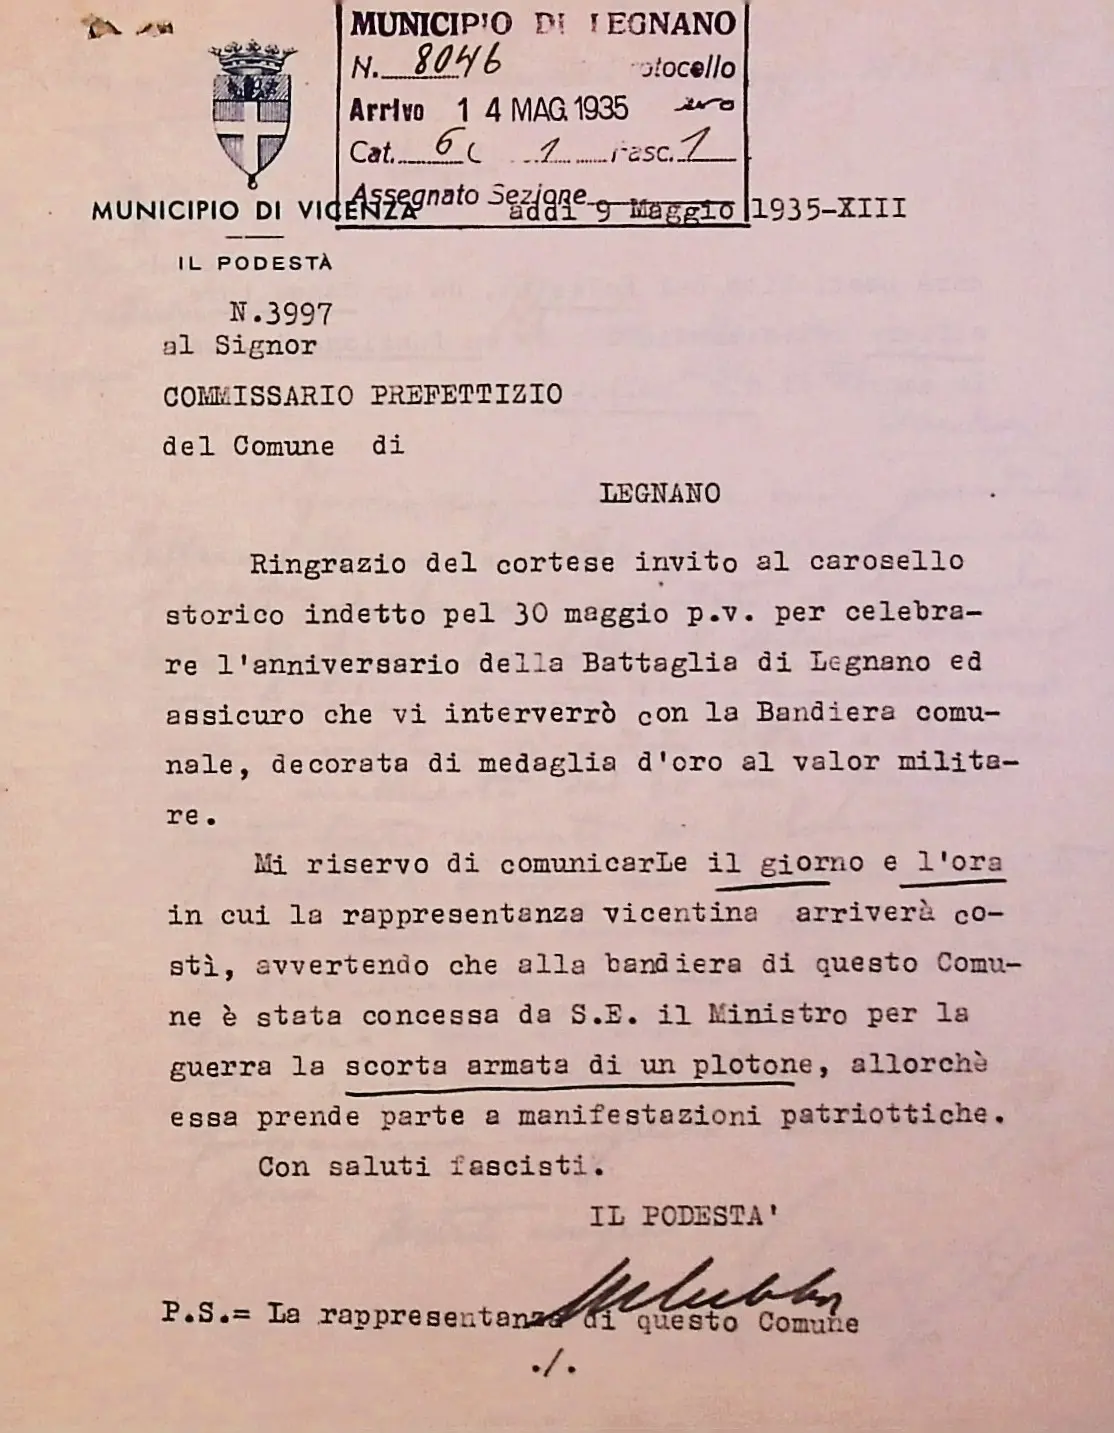 MUNICIPIO DI LEGNANO
N. 8046 otocello
Arrivo 14 MAG. 1935
Cat. 6 1 Fasc. 1
Assegnato Sezione
MUNICIPIO DI VICENZA addì 9 Maggio 1935-XIII
IL PODESTÀ
N.3997
al Signor
COMMISSARIO PREFETTIZIO
del Comune di
LEGNANO
Ringrazio del cortese invito al carosello
storico indetto pel 30 maggio p.v. per celebra-
re l'anniversario della Battaglia di Legnano ed
assicuro che vi interverrò con la Bandiera comu-
nale, decorata di medaglia d'oro al valor milita-
re.
Mi riservo di comunicarLe il giorno e l'ora
in cui la rappresentanza vicentina arriverà co-
stì, avvertendo che alla bandiera di questo Comu-
ne è stata concessa da S.E. il Ministro per la
guerra la scorta armata di un plotone, allorchè
essa prende parte a manifestazioni patriottiche.
Con saluti fascisti.
IL PODESTA'
P.S.= La rappresentanza di questo Comune
./.